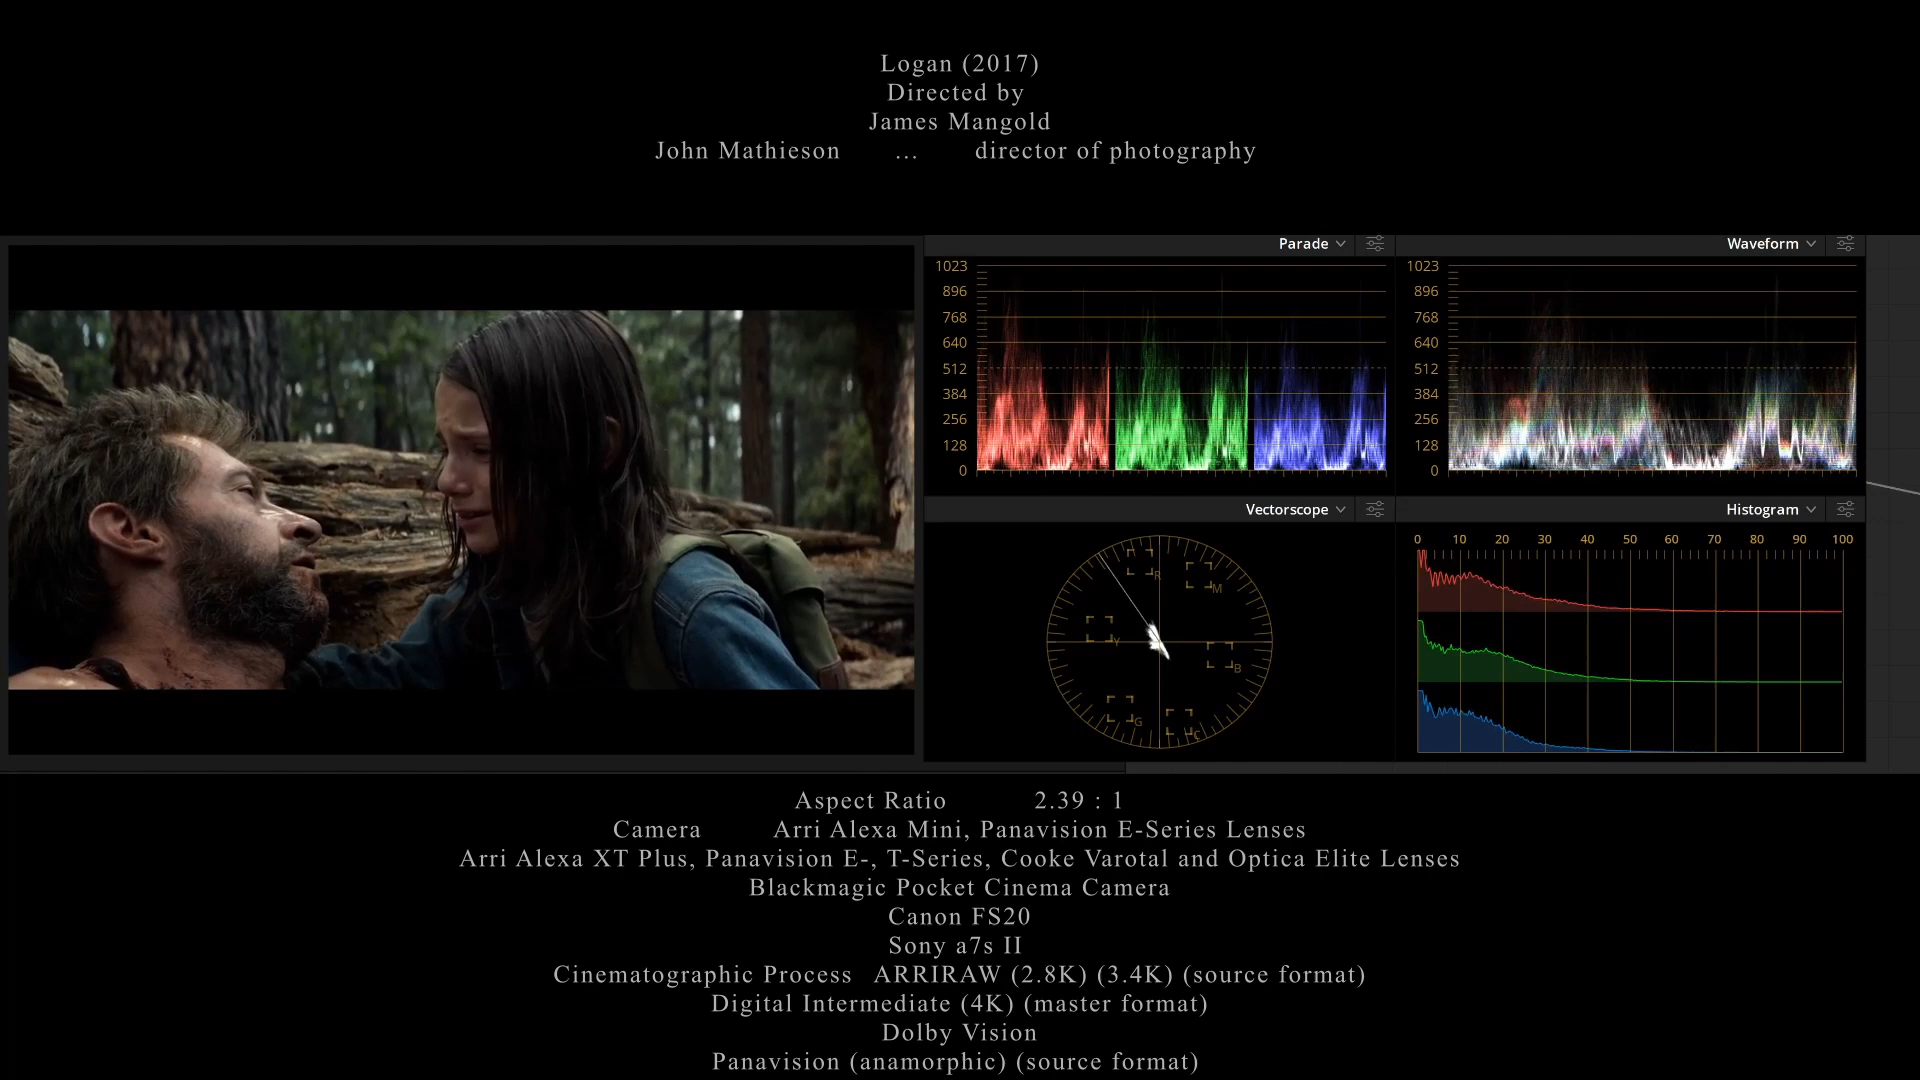 Logan (2017)
Directed by
James Mangold
John Mathieson ... director of photography
Parade
Waveform
1023
896
768
640
512
384
256
128
0
1023
896
768
640
512
384
256
128
0
Vectorscope
Histogram
R
M
Y
B
G
C
0 10 20 30 40 50 60 70 80 90 100
Aspect Ratio 2.39 : 1
Camera Arri Alexa Mini, Panavision E-Series Lenses
Arri Alexa XT Plus, Panavision E-, T-Series, Cooke Varotal and Optica Elite Lenses
Blackmagic Pocket Cinema Camera
Canon FS20
Sony a7s II
Cinematographic Process ARRIRAW (2.8K) (3.4K) (source format)
Digital Intermediate (4K) (master format)
Dolby Vision
Panavision (anamorphic) (source format)